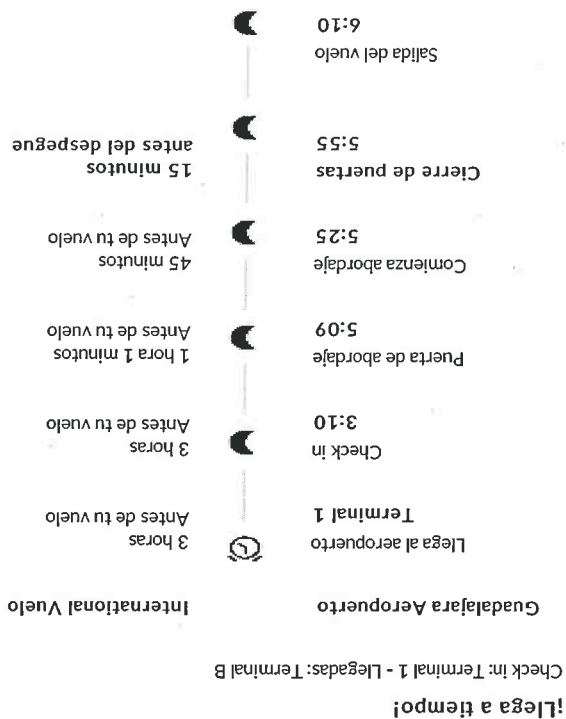 ¡Llega a tiempo!
Check in: Terminal 1 - Llegadas: Terminal B
Guadalajara Aeropuerto
International Vuelo
Llega al aeropuerto
Terminal 1
3 horas
Antes de tu vuelo
Check in
3:10
3 horas
Antes de tu vuelo
Puerta de abordaje
5:09
1 hora 1 minutos
Antes de tu vuelo
Comienza abordaje
5:25
45 minutos
Antes de tu vuelo
Cierre de puertas
5:55
15 minutos
antes del despegue
Salida del vuelo
6:10